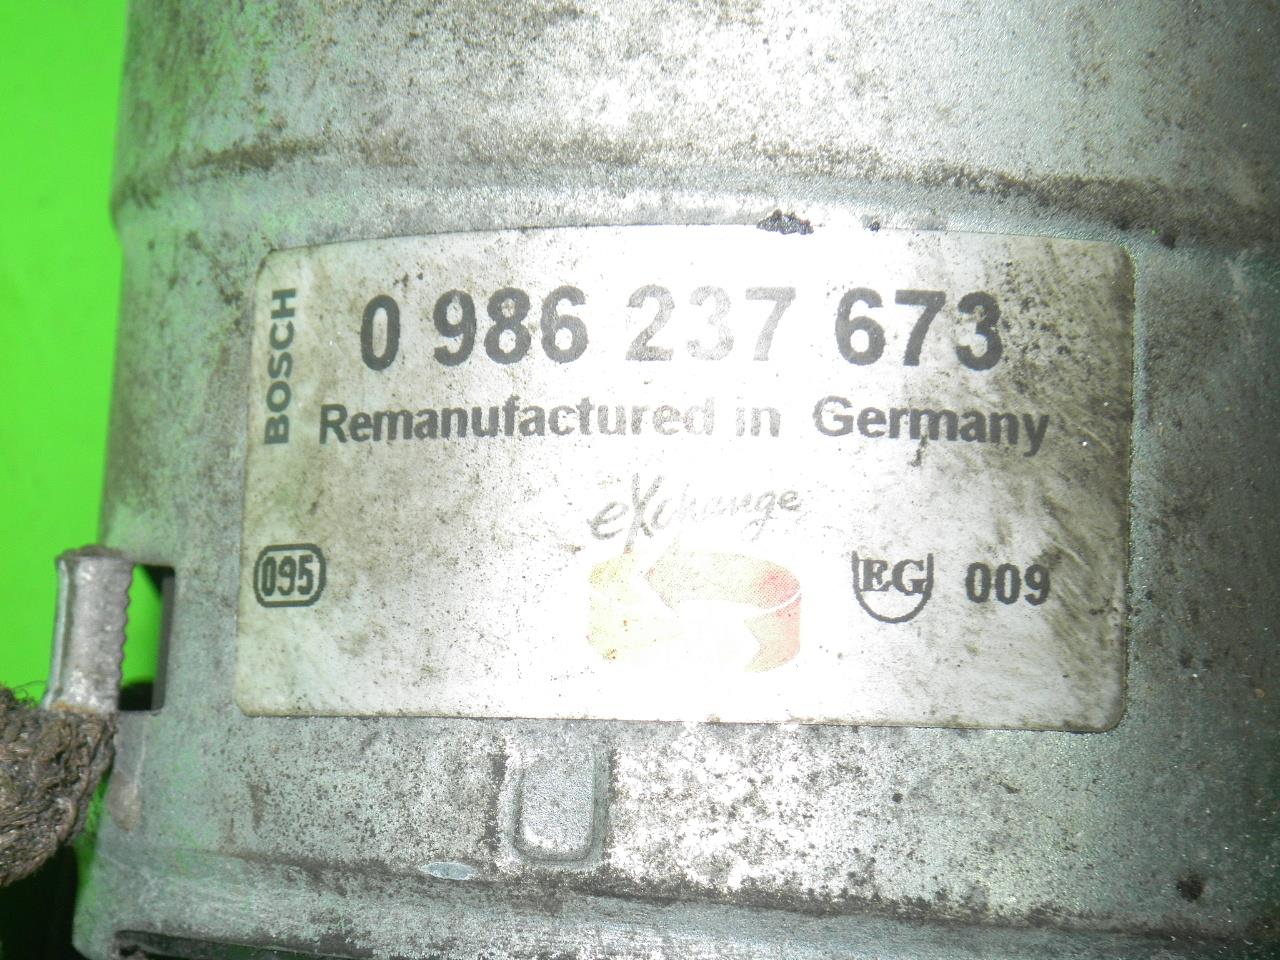 BOSCH
0 986 237 673
Remanufactured in Germany
eXchange
095
EG 009